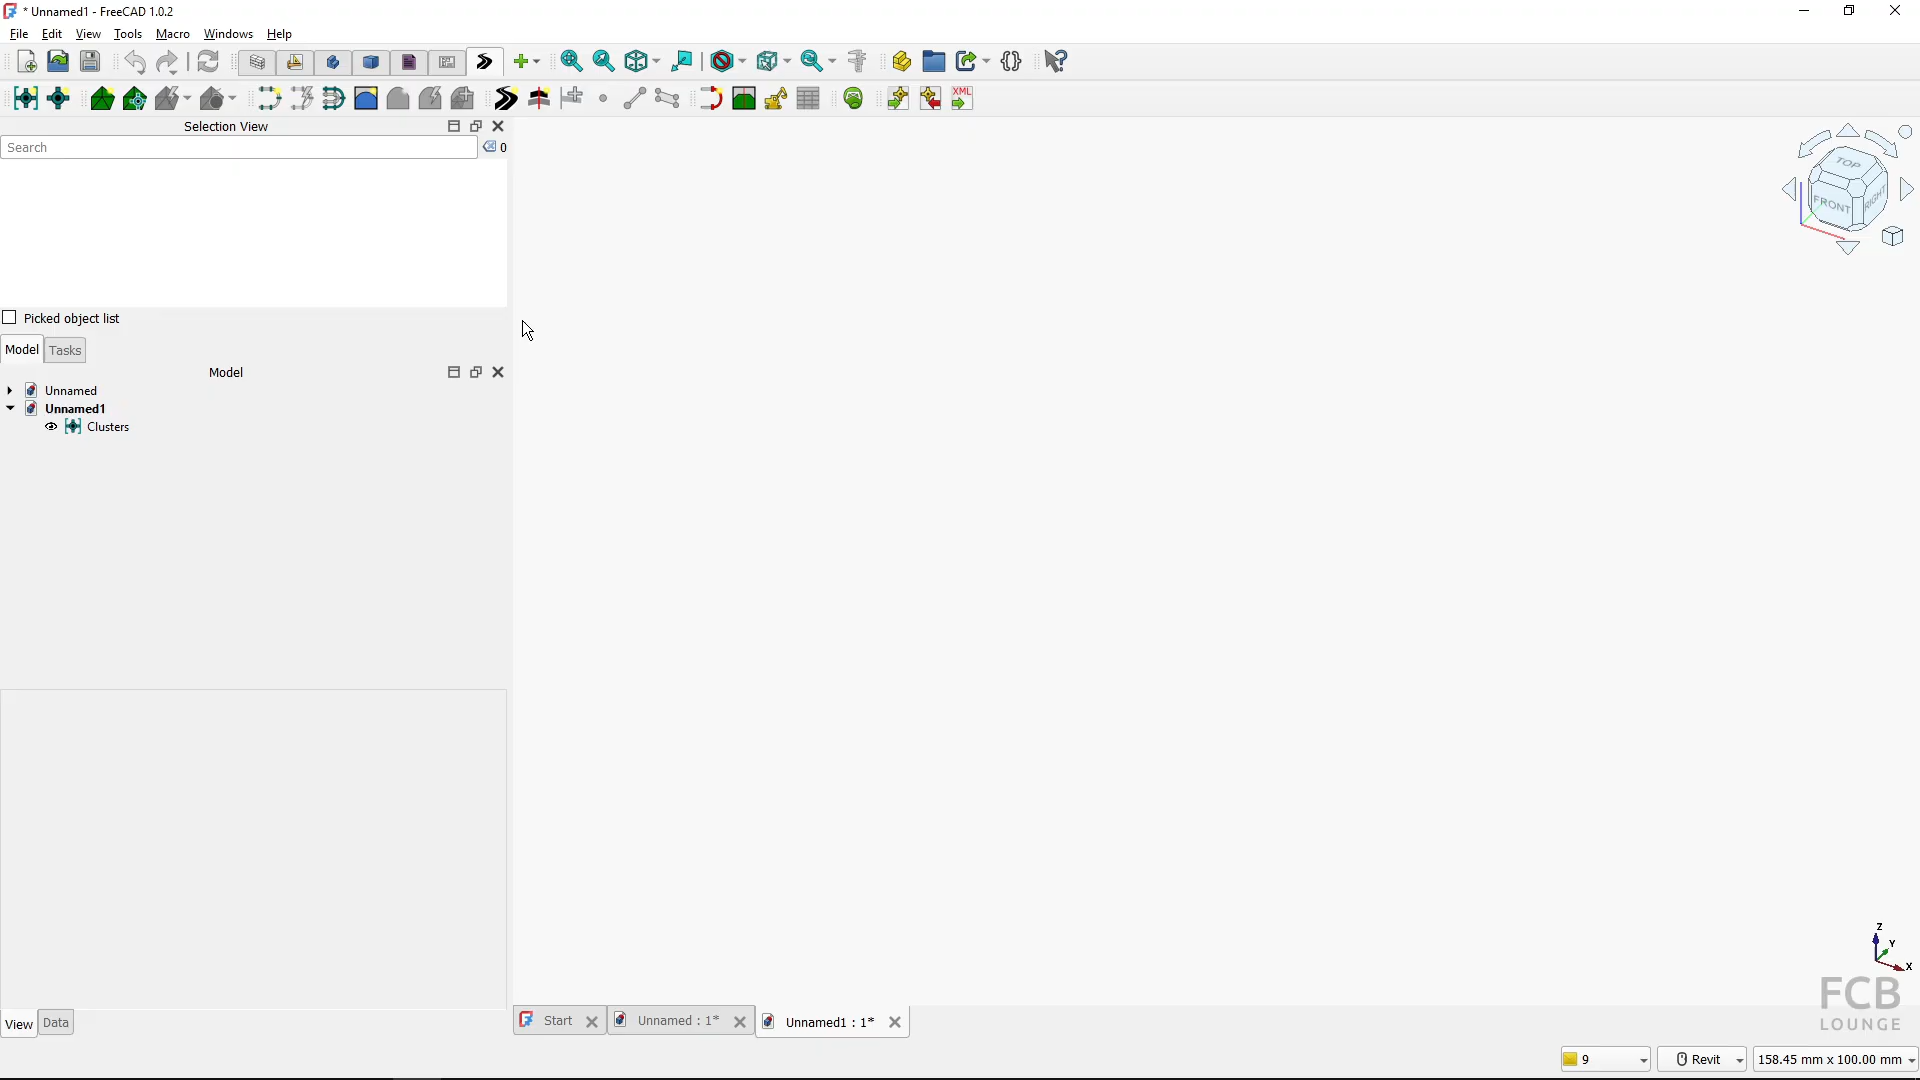 * Unnamed1 - FreeCAD 1.0.2
File Edit View Tools Macro Windows Help
XML
Selection View
Search
0
Picked object list
Model Tasks
Model
Unnamed
Unnamed1
Clusters
TOP
FRONT RIGHT
Z
Y
X
FCB
LOUNGE
View Data
Start Unnamed : 1* Unnamed1 : 1*
9 Revit 158.45 mm x 100.00 mm